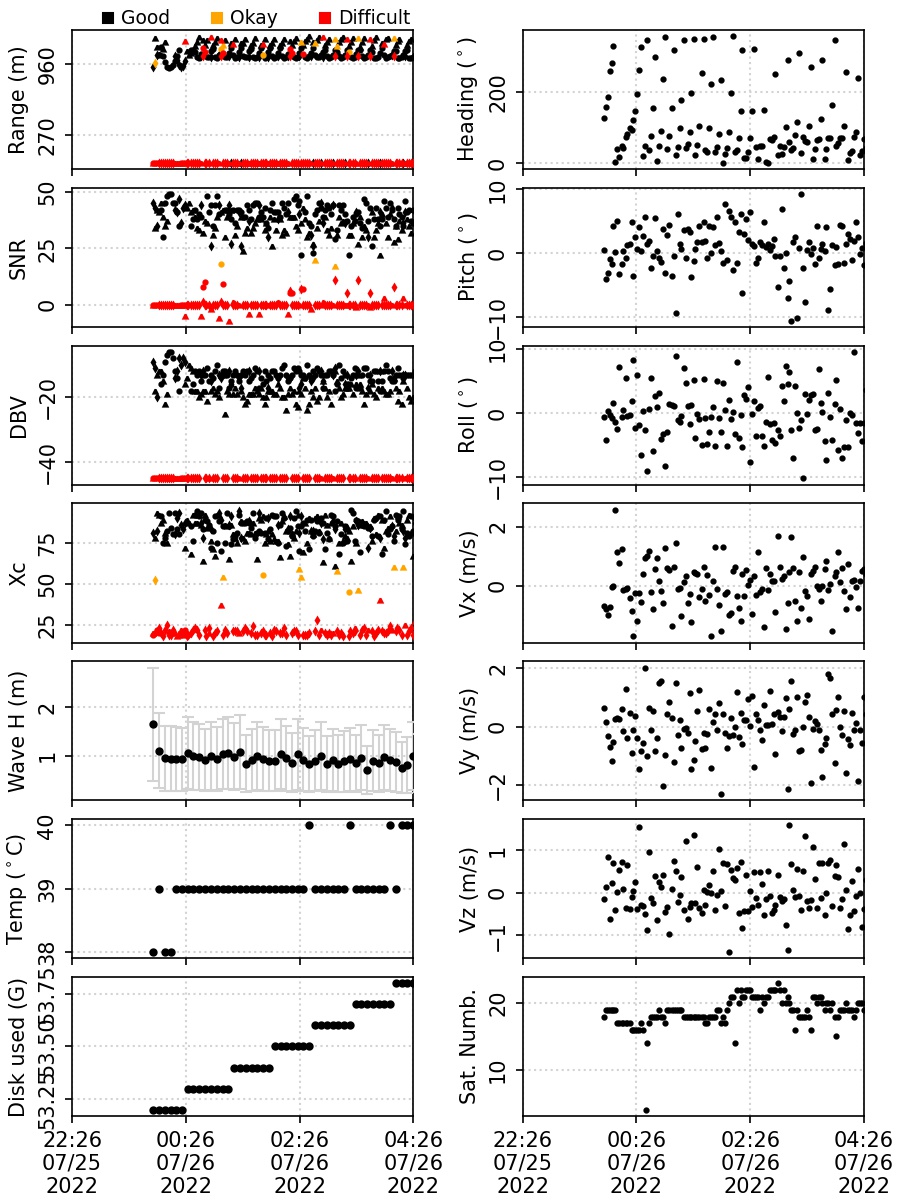 Good Okay Difficult
Range (m)
960
270
Heading (°)
200
0
SNR
50
25
0
Pitch (°)
10
0
−10
DBV
−20
−40
Roll (°)
10
0
−10
Xc
75
50
25
Vx (m/s)
2
0
Wave H (m)
2
1
Vy (m/s)
2
0
−2
Temp (°C)
40
39
38
Vz (m/s)
1
0
−1
Disk used (G)
53.75
53.5
53.25
Sat. Numb.
20
10
22:26 00:26 02:26 04:26
07/25 07/26 07/26 07/26
2022 2022 2022 2022
22:26 00:26 02:26 04:26
07/25 07/26 07/26 07/26
2022 2022 2022 2022